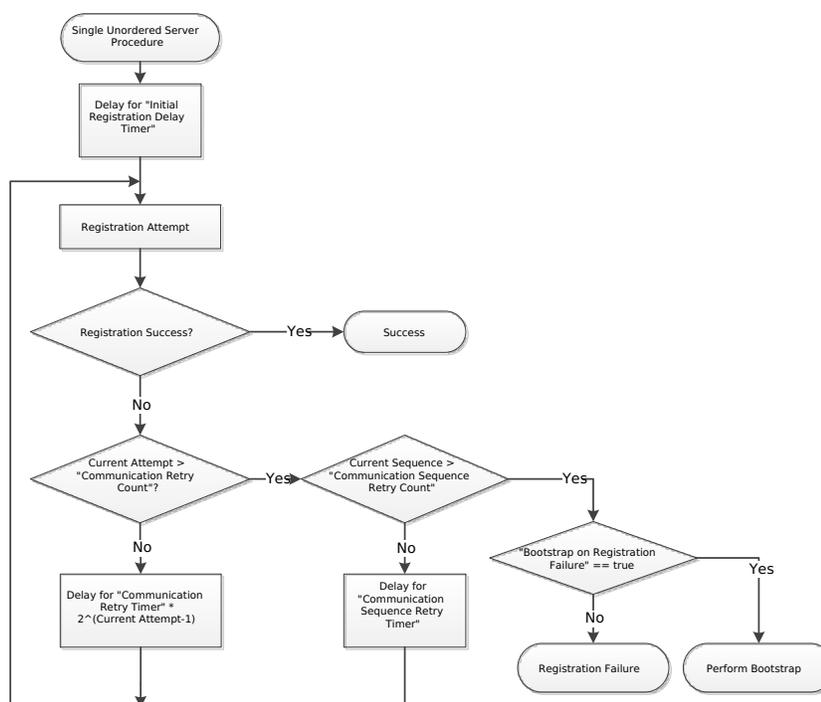 Single Unordered Server
Procedure
Delay for "Initial
Registration Delay
Timer"
Registration Attempt
Registration Success?
Yes
Success
No
Current Attempt >
"Communication Retry
Count"?
Yes
Current Sequence >
"Communication Sequence
Retry Count"
Yes
No
No
"Bootstrap on Registration
Failure" == true
Yes
Delay for "Communication
Retry Timer" *
2^(Current Attempt-1)
Delay for
"Communication
Sequence Retry
Timer"
No
Registration Failure
Perform Bootstrap